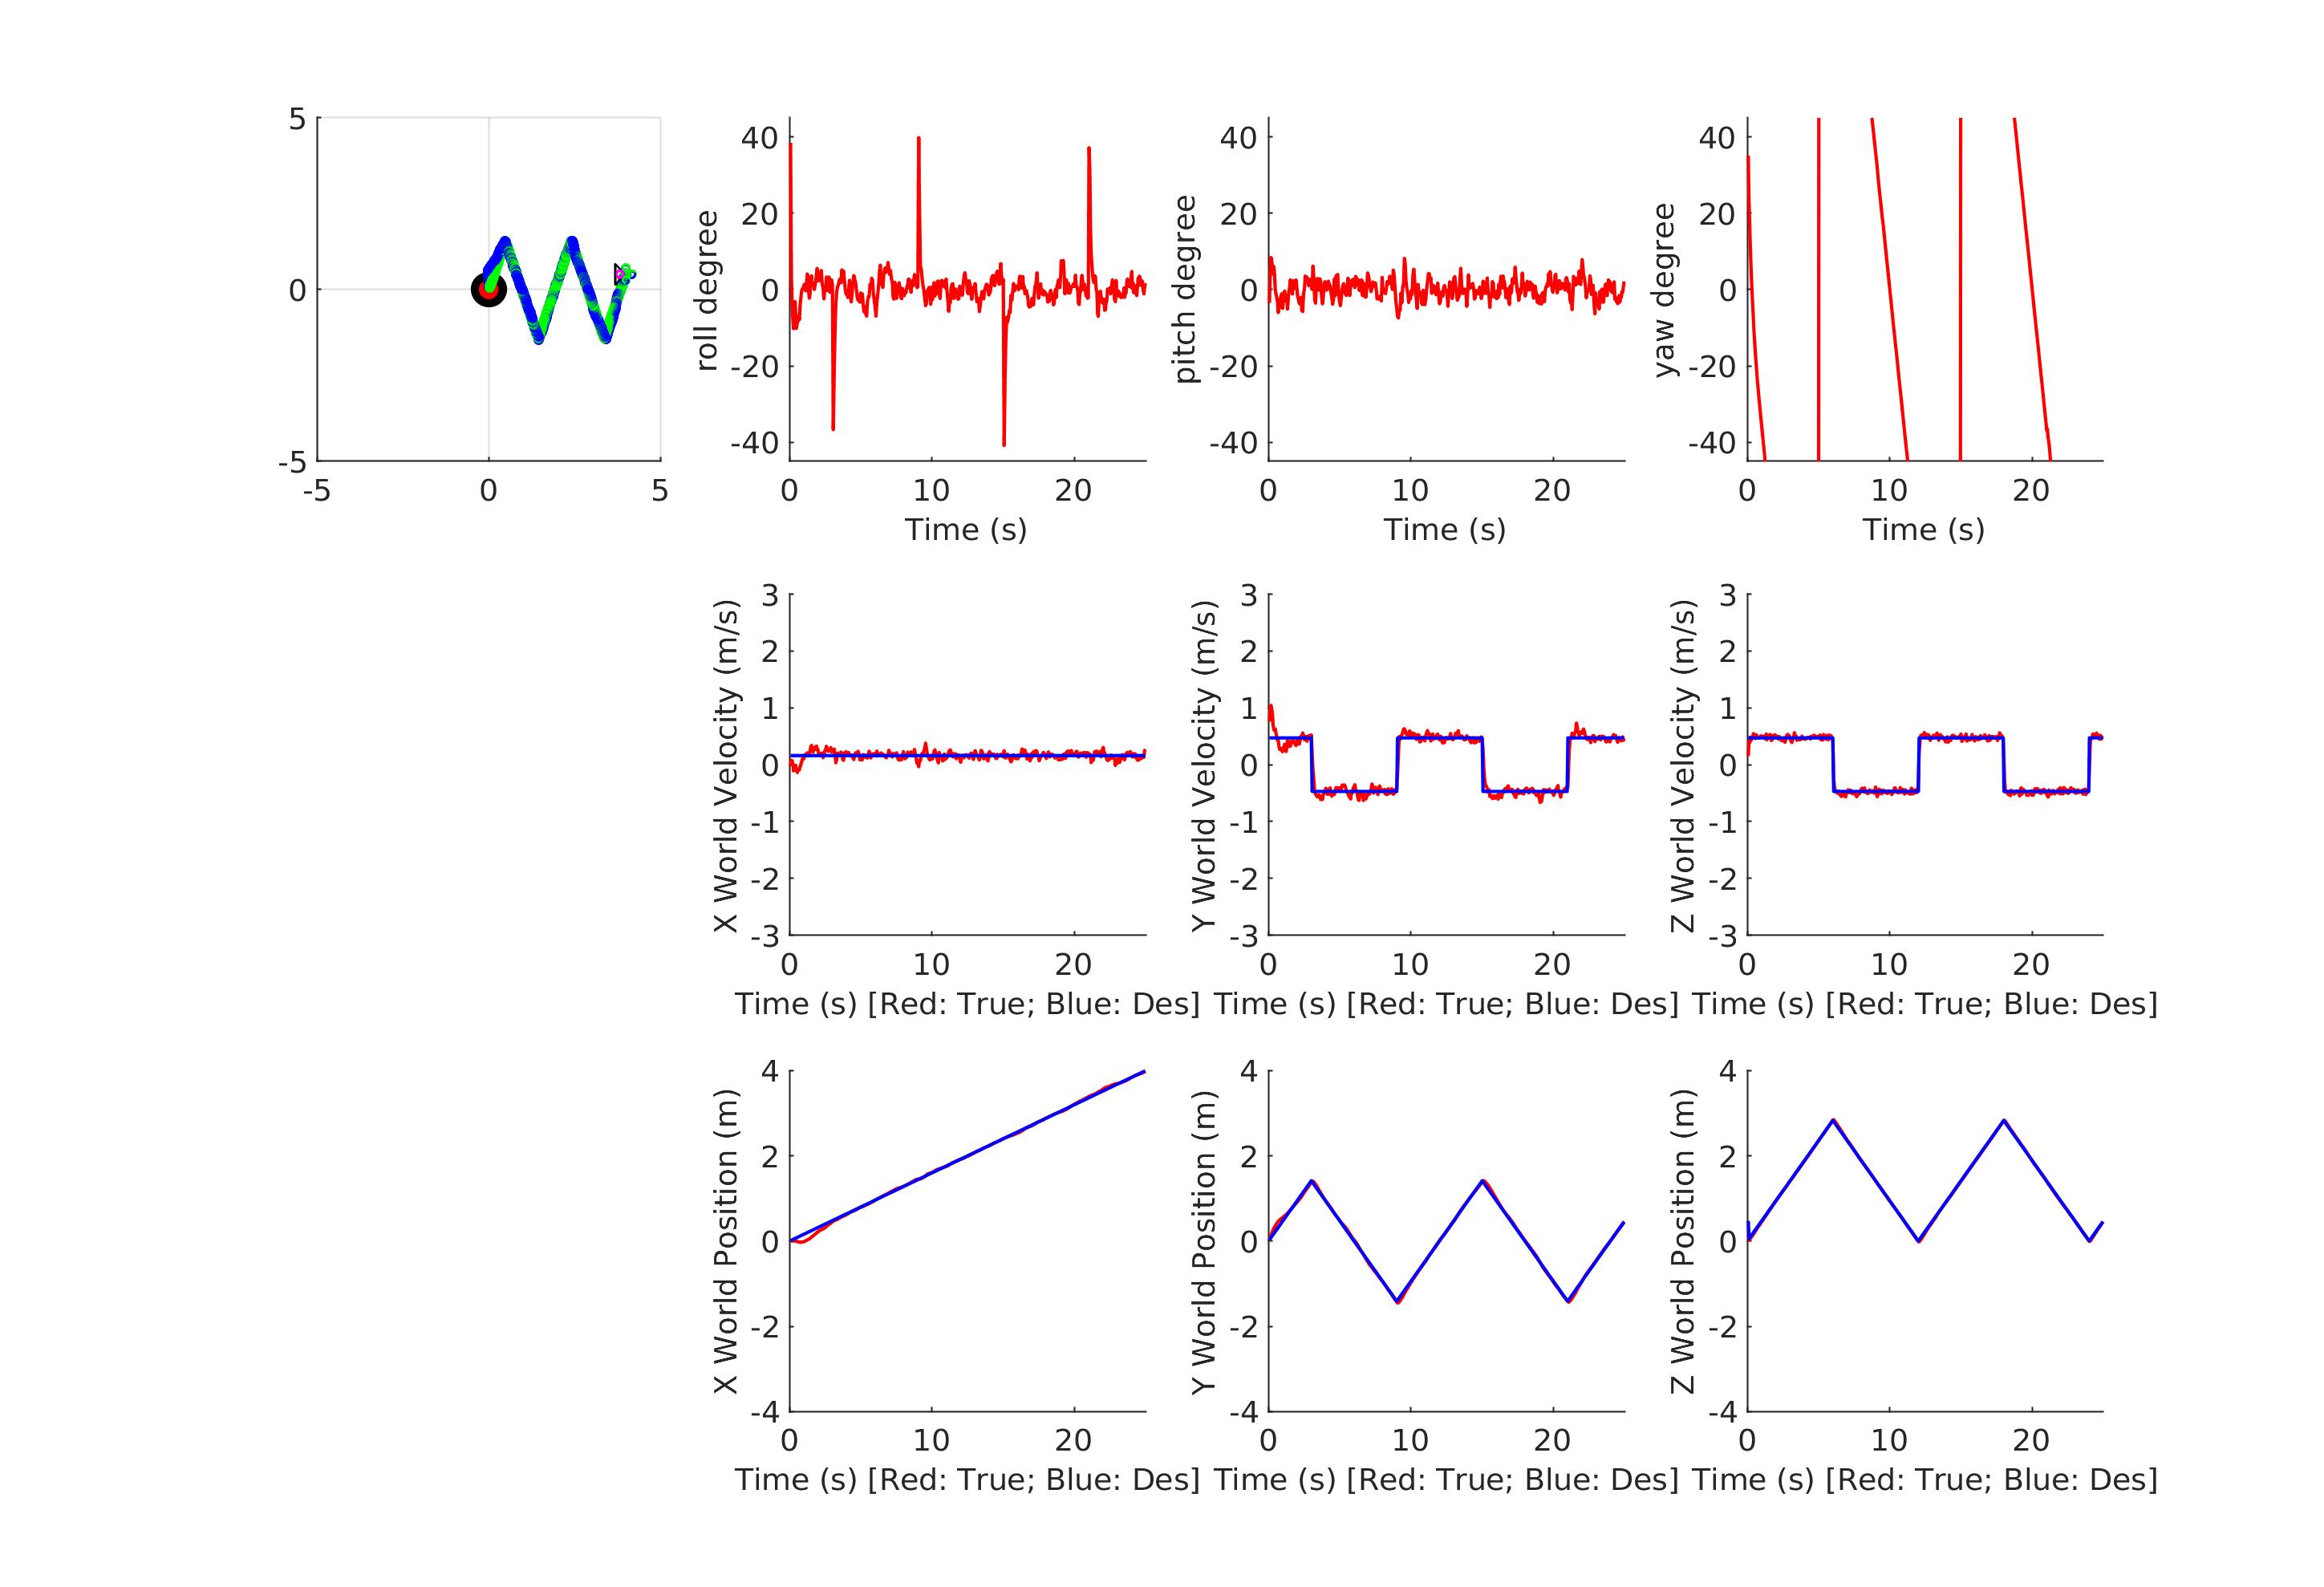 5
0
-5
-5 0 5
roll degree
40
20
0
-20
-40
0 10 20
Time (s)
pitch degree
40
20
0
-20
-40
0 10 20
Time (s)
yaw degree
40
20
0
-20
-40
0 10 20
Time (s)
X World Velocity (m/s)
3
2
1
0
-1
-2
-3
0 10 20
Time (s) [Red: True; Blue: Des]
Y World Velocity (m/s)
3
2
1
0
-1
-2
-3
0 10 20
Time (s) [Red: True; Blue: Des]
Z World Velocity (m/s)
3
2
1
0
-1
-2
-3
0 10 20
Time (s) [Red: True; Blue: Des]
X World Position (m)
4
2
0
-2
-4
0 10 20
Time (s) [Red: True; Blue: Des]
Y World Position (m)
4
2
0
-2
-4
0 10 20
Time (s) [Red: True; Blue: Des]
Z World Position (m)
4
2
0
-2
-4
0 10 20
Time (s) [Red: True; Blue: Des]